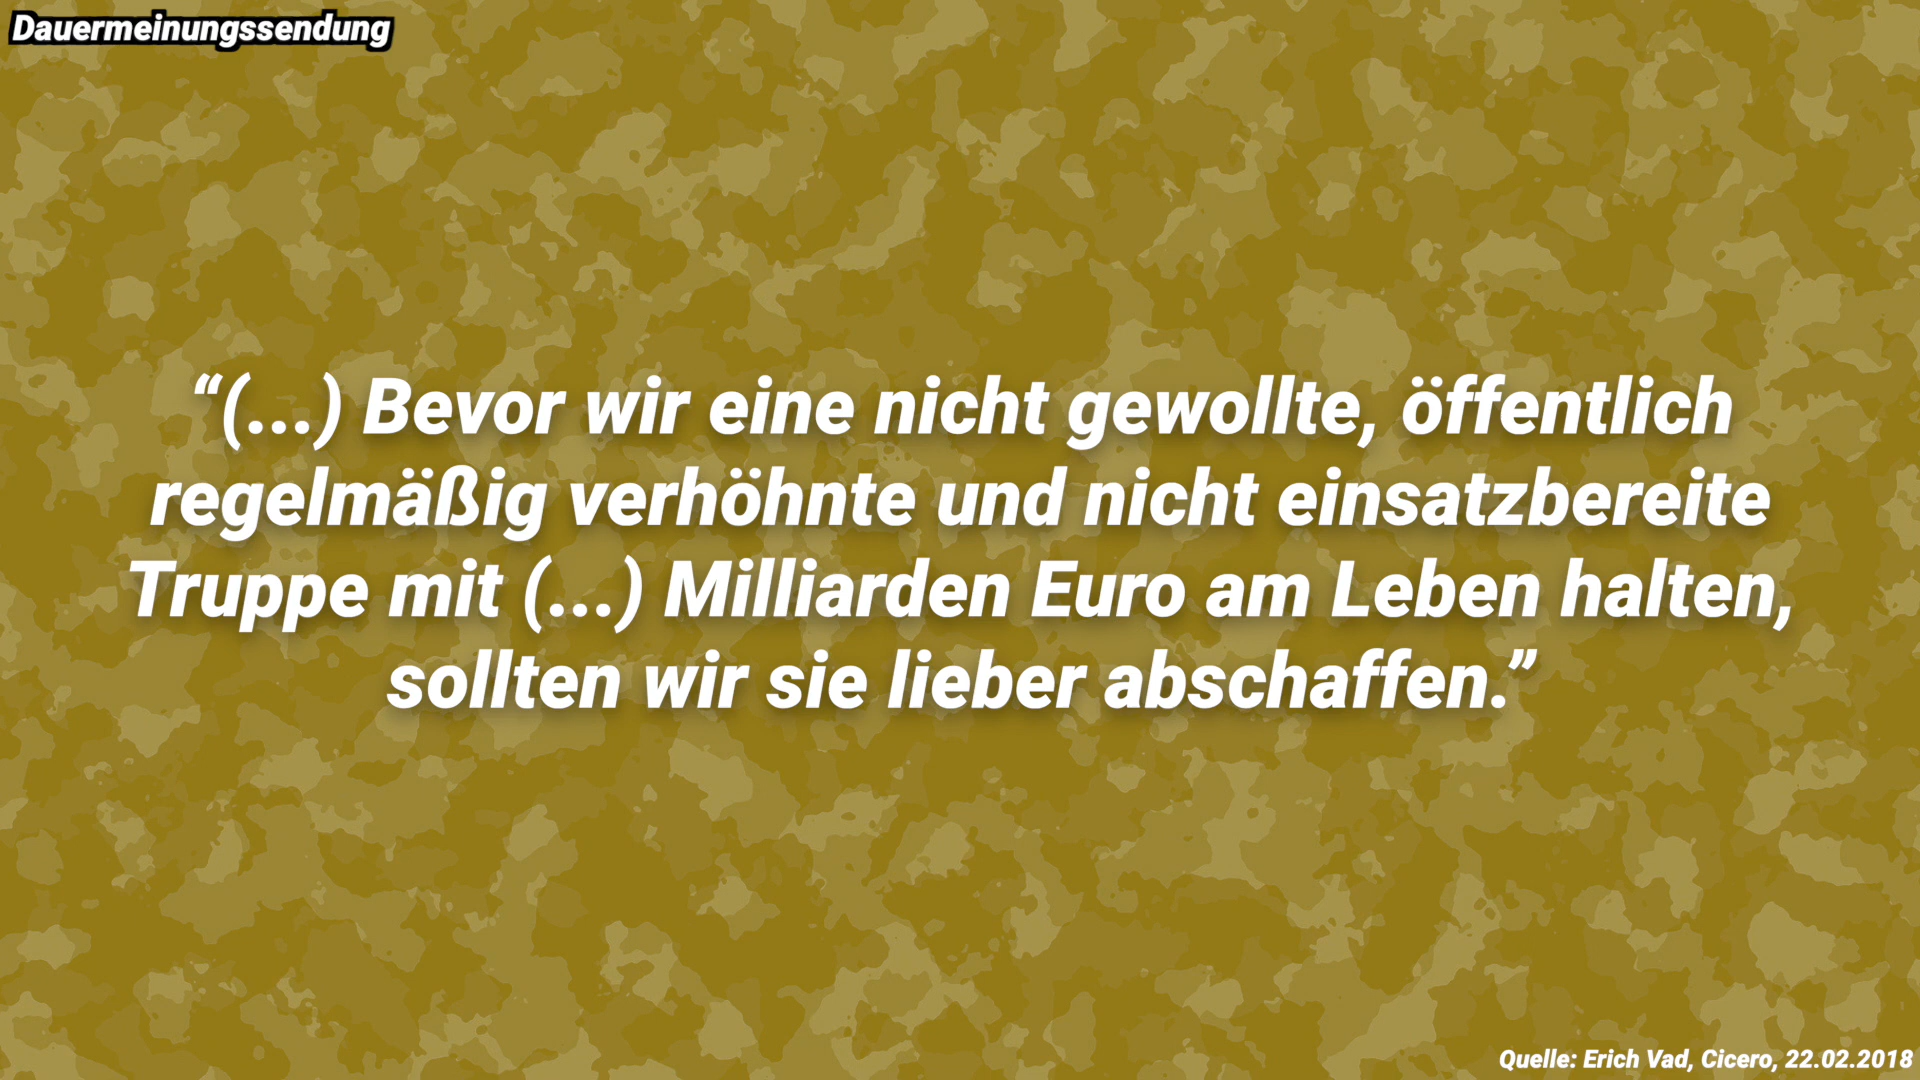 Dauermeinungssendung
“(...) Bevor wir eine nicht gewollte, öffentlich
regelmäßig verhöhnte und nicht einsatzbereite
Truppe mit (...) Milliarden Euro am Leben halten,
sollten wir sie lieber abschaffen.”
Quelle: Erich Vad, Cicero, 22.02.2018